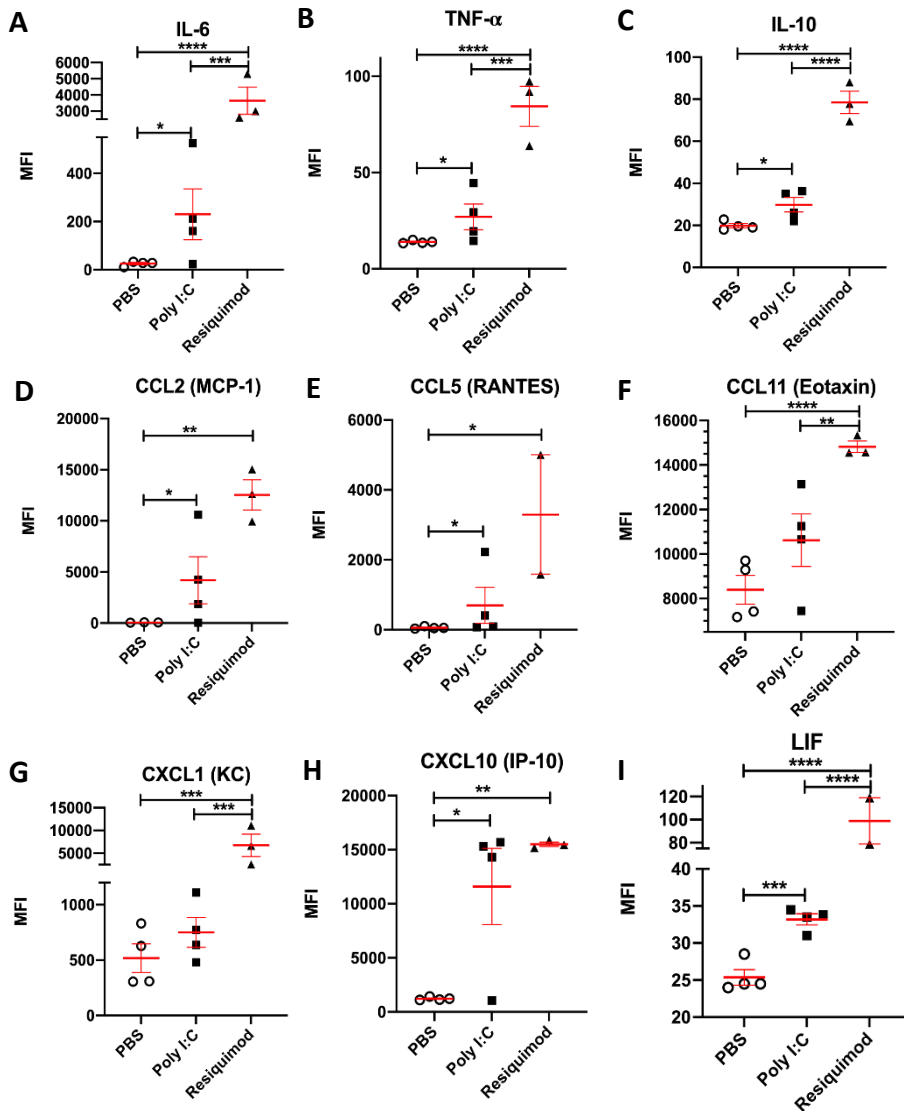 A
IL-6
****
***
*
6000
5000
4000
3000
400
200
0
MFI
PBS
Poly I:C
Resiquimod
B
TNF-α
****
***
*
100
50
0
MFI
PBS
Poly I:C
Resiquimod
C
IL-10
****
****
*
100
80
60
40
20
0
MFI
PBS
Poly I:C
Resiquimod
D
CCL2 (MCP-1)
**
*
20000
15000
10000
5000
0
MFI
PBS
Poly I:C
Resiquimod
E
CCL5 (RANTES)
*
*
6000
4000
2000
0
MFI
PBS
Poly I:C
Resiquimod
F
CCL11 (Eotaxin)
****
**
16000
14000
12000
10000
8000
MFI
PBS
Poly I:C
Resiquimod
G
CXCL1 (KC)
***
***
15000
10000
5000
1000
500
0
MFI
PBS
Poly I:C
Resiquimod
H
CXCL10 (IP-10)
**
*
20000
15000
10000
5000
0
MFI
PBS
Poly I:C
Resiquimod
I
LIF
****
****
***
120
100
80
35
30
25
20
MFI
PBS
Poly I:C
Resiquimod